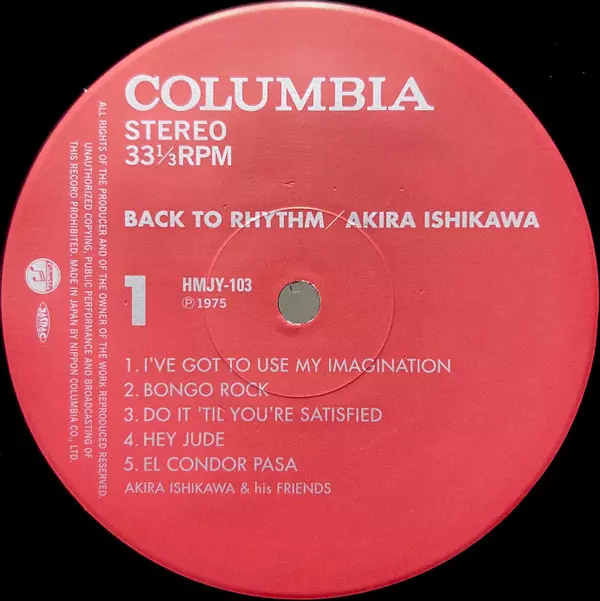 COLUMBIA
STEREO
33⅓RPM
BACK TO RHYTHM/AKIRA ISHIKAWA
1
HMJY-103
Ⓟ1975
1. I'VE GOT TO USE MY IMAGINATION
2. BONGO ROCK
3. DO IT 'TIL YOU'RE SATISFIED
4. HEY JUDE
5. EL CONDOR PASA
AKIRA ISHIKAWA & his FRIENDS
ALL RIGHTS OF THE PRODUCER AND OF THE OWNER OF THE WORK REPRODUCED RESERVED.
UNAUTHORIZED COPYING, PUBLIC PERFORMANCE AND BROADCASTING OF
THIS RECORD PROHIBITED. MADE IN JAPAN BY NIPPON COLUMBIA CO., LTD.
Columbia
JASRAC